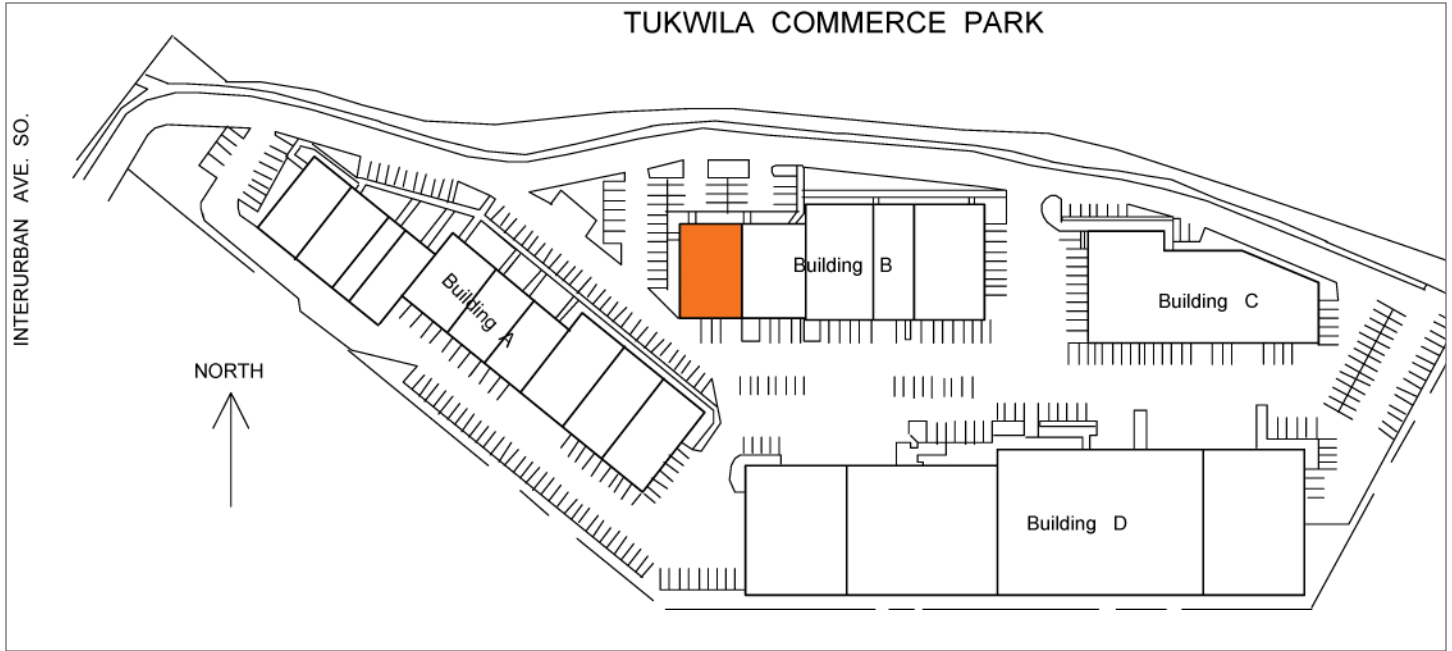 TUKWILA COMMERCE PARK
INTERURBAN AVE. SO.
Building A
Building B
Building C
NORTH
Building D